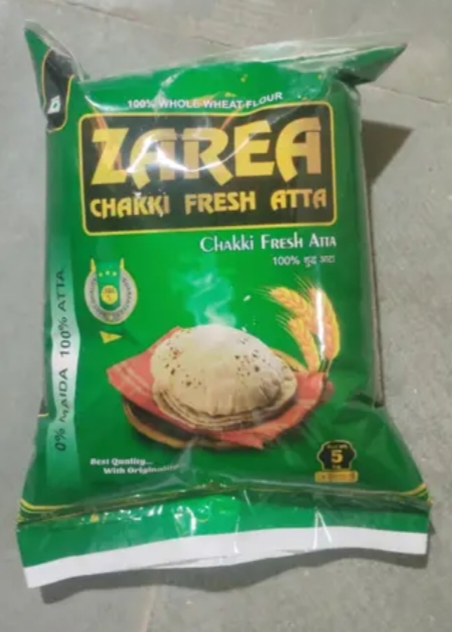 100% WHOLE WHEAT FLOUR
ZAREA
CHAKKI FRESH ATTA
CHAKKI FRESH ATTA
100% शुद्ध आटा
0% MAIDA 100% ATTA
Best Quality...
With Originality
5